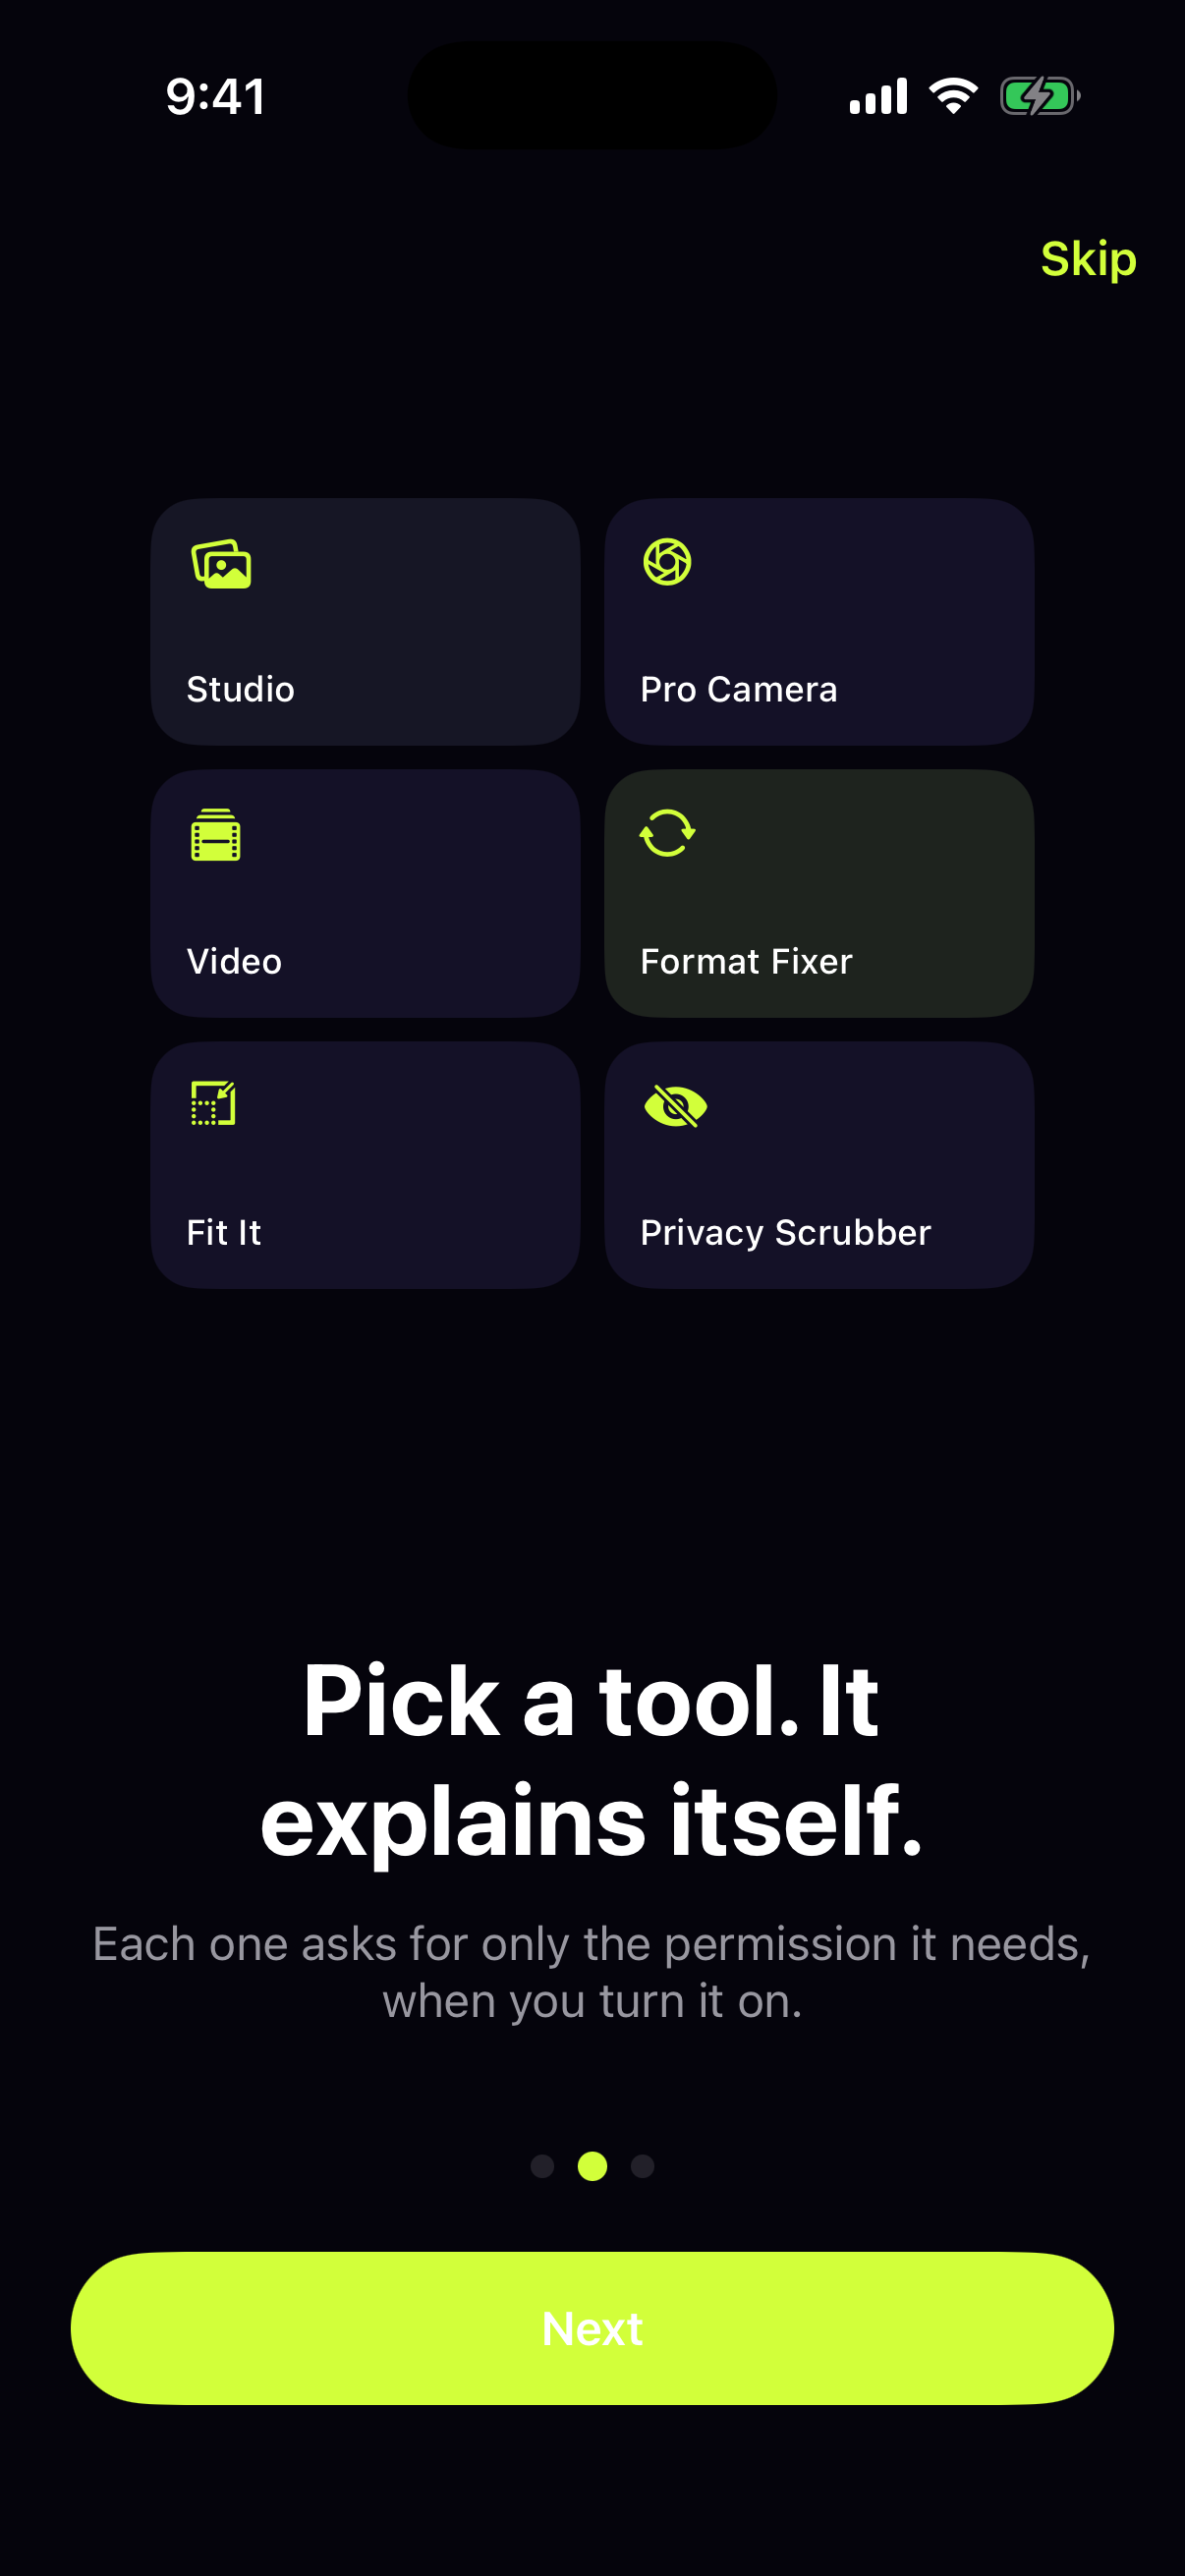 9:41
Skip
Studio
Pro Camera
Video
Format Fixer
Fit It
Privacy Scrubber
Pick a tool. It
explains itself.
Each one asks for only the permission it needs,
when you turn it on.
Next